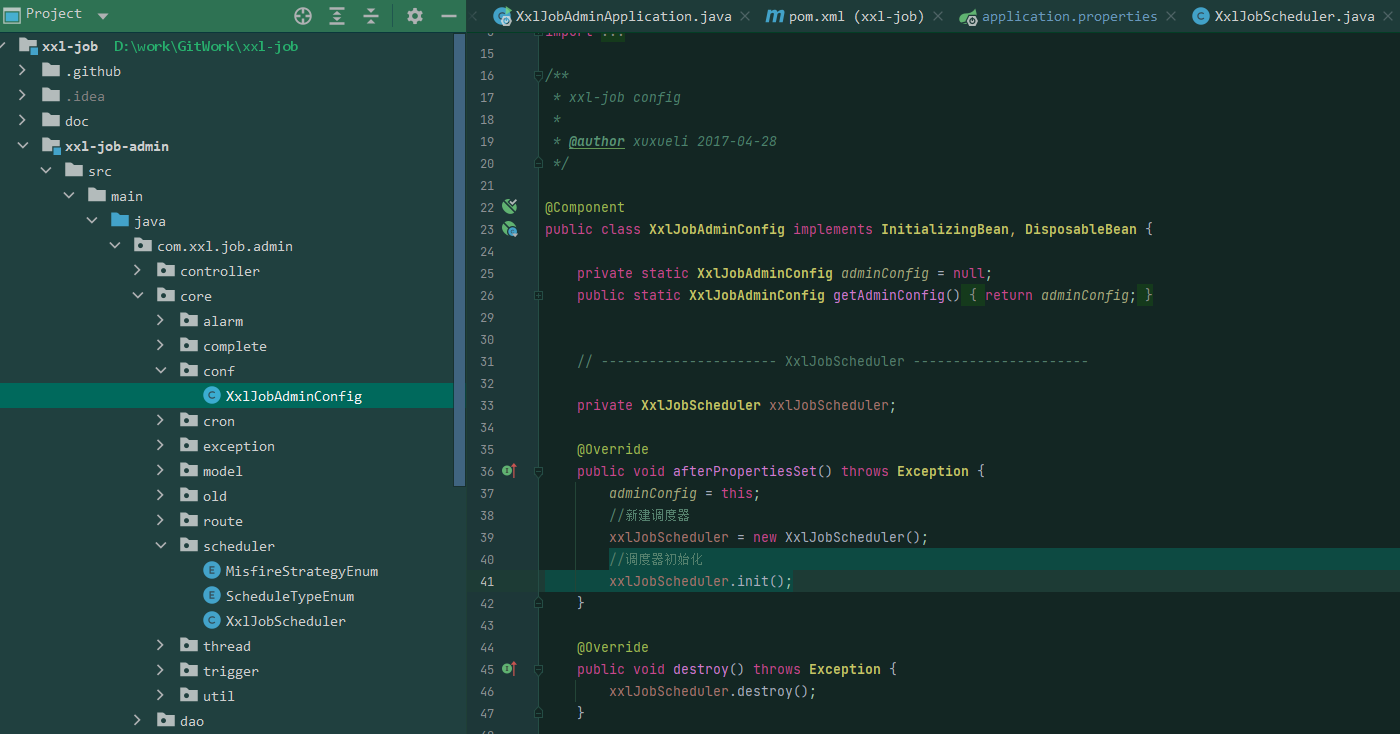 Project
xxl-job D:\work\GitWork\xxl-job
.github
.idea
doc
xxl-job-admin
src
main
java
com.xxl.job.admin
controller
core
alarm
complete
conf
XxlJobAdminConfig
cron
exception
model
old
route
scheduler
MisfireStrategyEnum
ScheduleTypeEnum
XxlJobScheduler
thread
trigger
util
dao
XxlJobAdminApplication.java pom.xml (xxl-job) application.properties XxlJobScheduler.java
import ...
15
16 /**
17 * xxl-job config
18 *
19 * @author xuxueli 2017-04-28
20 */
21
22 @Component
23 public class XxlJobAdminConfig implements InitializingBean, DisposableBean {
24
25 private static XxlJobAdminConfig adminConfig = null;
26 public static XxlJobAdminConfig getAdminConfig() { return adminConfig; }
29
30
31 // ---------------------- XxlJobScheduler ----------------------
32
33 private XxlJobScheduler xxlJobScheduler;
34
35 @Override
36 public void afterPropertiesSet() throws Exception {
37 adminConfig = this;
38 //新建调度器
39 xxlJobScheduler = new XxlJobScheduler();
40 //调度器初始化
41 xxlJobScheduler.init();
42 }
43
44 @Override
45 public void destroy() throws Exception {
46 xxlJobScheduler.destroy();
47 }